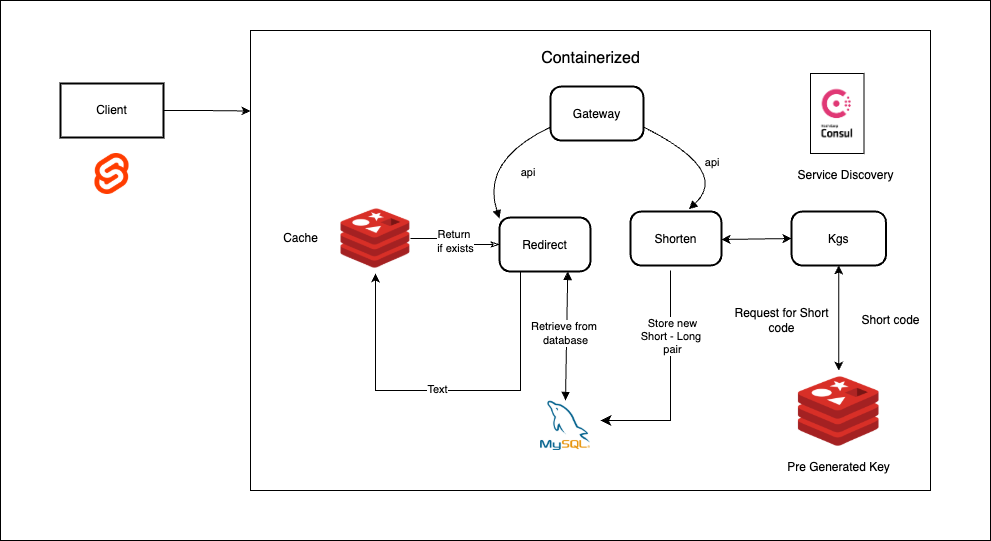 Containerized
Client
Gateway
Consul
Service Discovery
api
api
Cache
Return
if exists
Redirect
Shorten
Kgs
Retrieve from
database
Store new
Short - Long
pair
Request for Short
code
Short code
Text
MySQL
Pre Generated Key